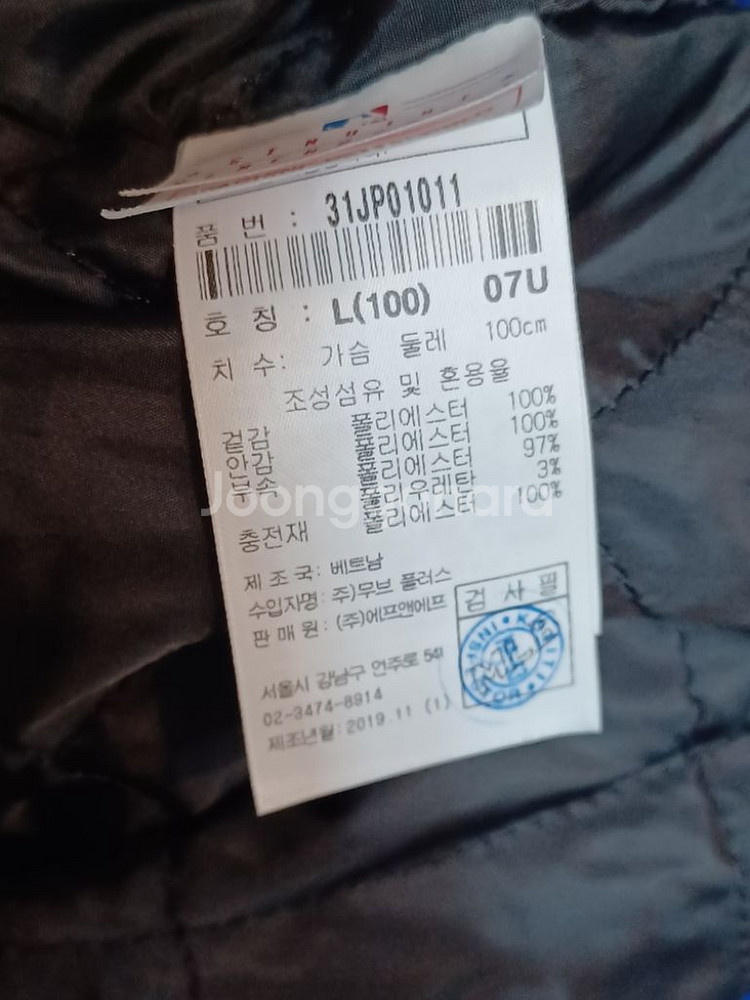 품 번 : 31JP01011
호 칭 : L(100) 07U
치 수: 가슴 둘레 100cm
조성섬유 및 혼용율
겉감 폴리에스터 100%
안감 폴리에스터 100%
부속 폴리에스터 97%
폴리우레탄 3%
충전재 폴리에스터 100%
제 조 국: 베트남
수입자명: 주)무브 플러스
판 매 원: (주)에프앤에프
검 사 필
서울시 강남구 언주로
02-3474-8914
제조년월: 2019.11 (1)